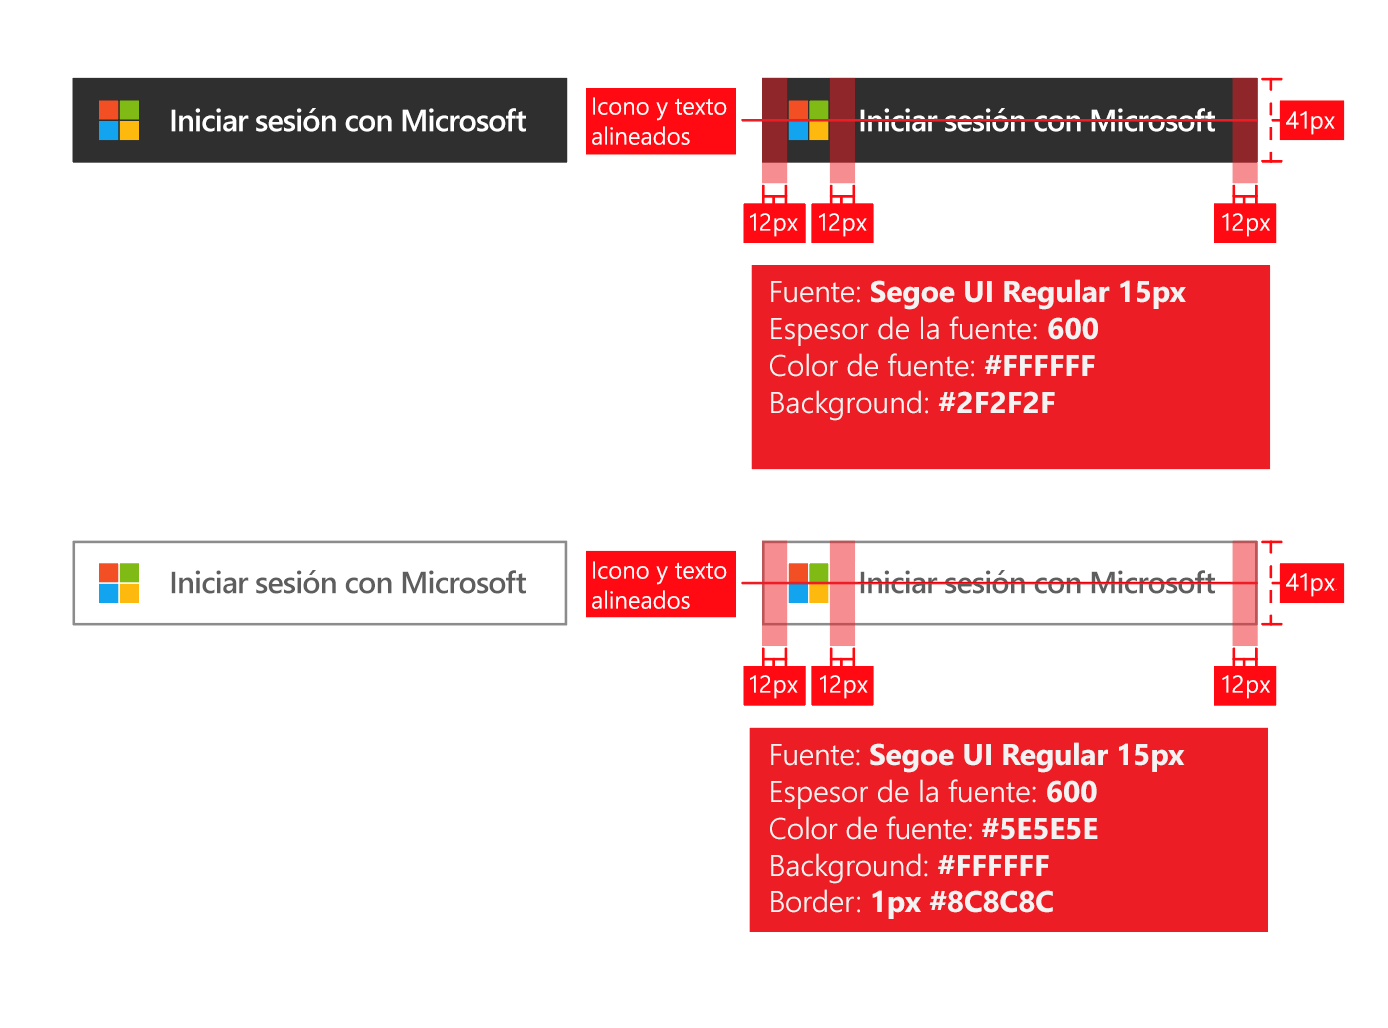 Iniciar sesión con Microsoft
Icono y texto
alineados
Iniciar sesión con Microsoft
41px
12px
12px
12px
Fuente: Segoe UI Regular 15px
Espesor de la fuente: 600
Color de fuente: #FFFFFF
Background: #2F2F2F
Iniciar sesión con Microsoft
Icono y texto
alineados
Iniciar sesión con Microsoft
41px
12px
12px
12px
Fuente: Segoe UI Regular 15px
Espesor de la fuente: 600
Color de fuente: #5E5E5E
Background: #FFFFFF
Border: 1px #8C8C8C